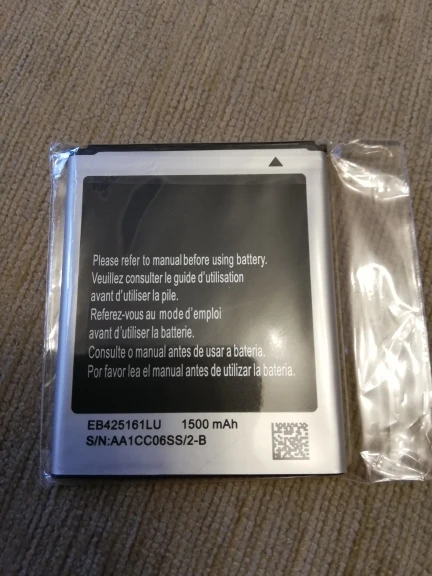 Please refer to manual before using battery.
Veuillez consulter le guide d'utilisation
avant d'utiliser la pile.
Referez-vous au mode d'emploi
avant d'utiliser la batterie.
Consulte o manual antes de usar a bateria.
Por favor lea el manual antes de utilizar la bateria.
EB425161LU 1500 mAh
S/N:AA1CC06SS/2-B